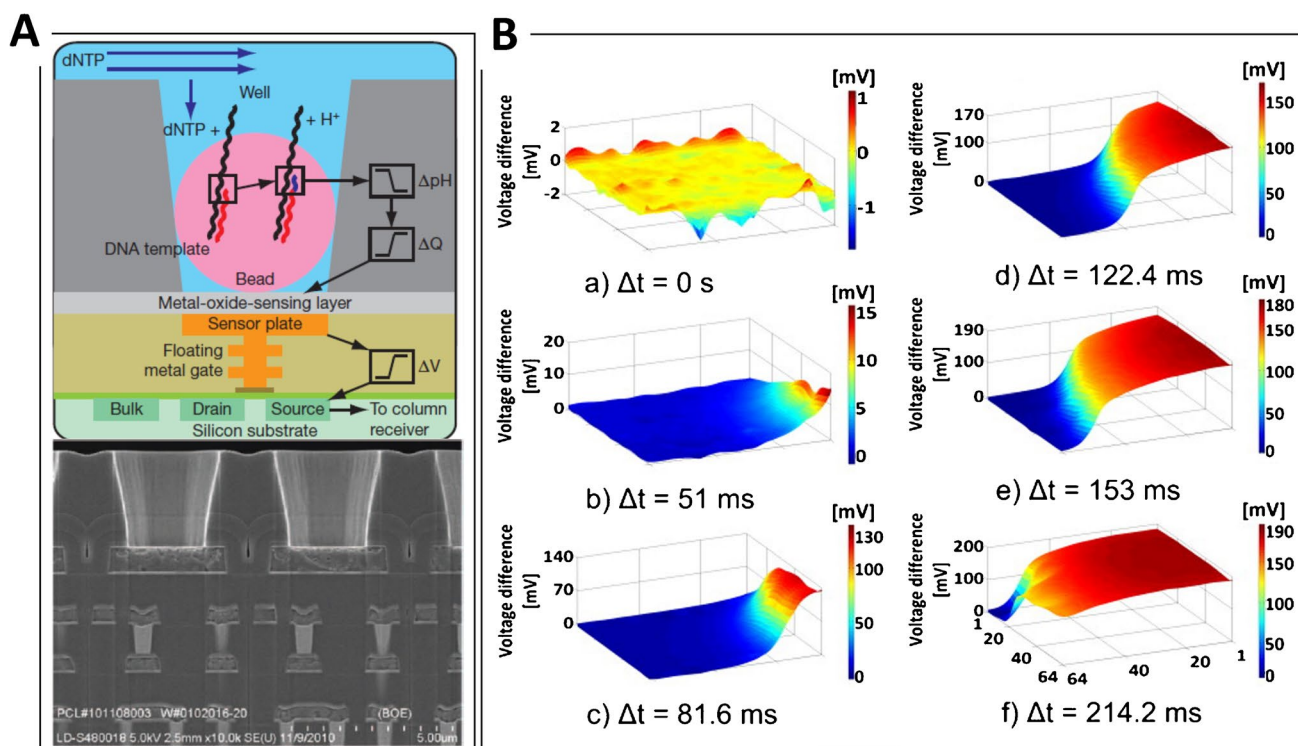 A
dNTP
Well
dNTP +
+ H⁺
ΔpH
ΔQ
DNA template
Bead
Metal-oxide-sensing layer
Sensor plate
Floating
metal gate
ΔV
Bulk
Drain
Source
To column
receiver
Silicon substrate
PCL#101108003 W#0102016-20 (BOE)
LD-S480018 5.0kV 2.5mm x10.0k SE(U) 11/9/2010 5.00um
B
Voltage difference
[mV]
2
0
-2
[mV]
1
0
-1
a) Δt = 0 s
Voltage difference
[mV]
20
10
0
[mV]
15
10
5
0
b) Δt = 51 ms
Voltage difference
[mV]
140
70
0
[mV]
130
100
50
0
c) Δt = 81.6 ms
Voltage difference
[mV]
170
100
0
[mV]
150
100
50
0
d) Δt = 122.4 ms
Voltage difference
[mV]
190
100
0
[mV]
180
150
100
50
0
e) Δt = 153 ms
Voltage difference
[mV]
200
100
0
1
20
40
64
64
40
20
1
[mV]
190
150
100
50
0
f) Δt = 214.2 ms